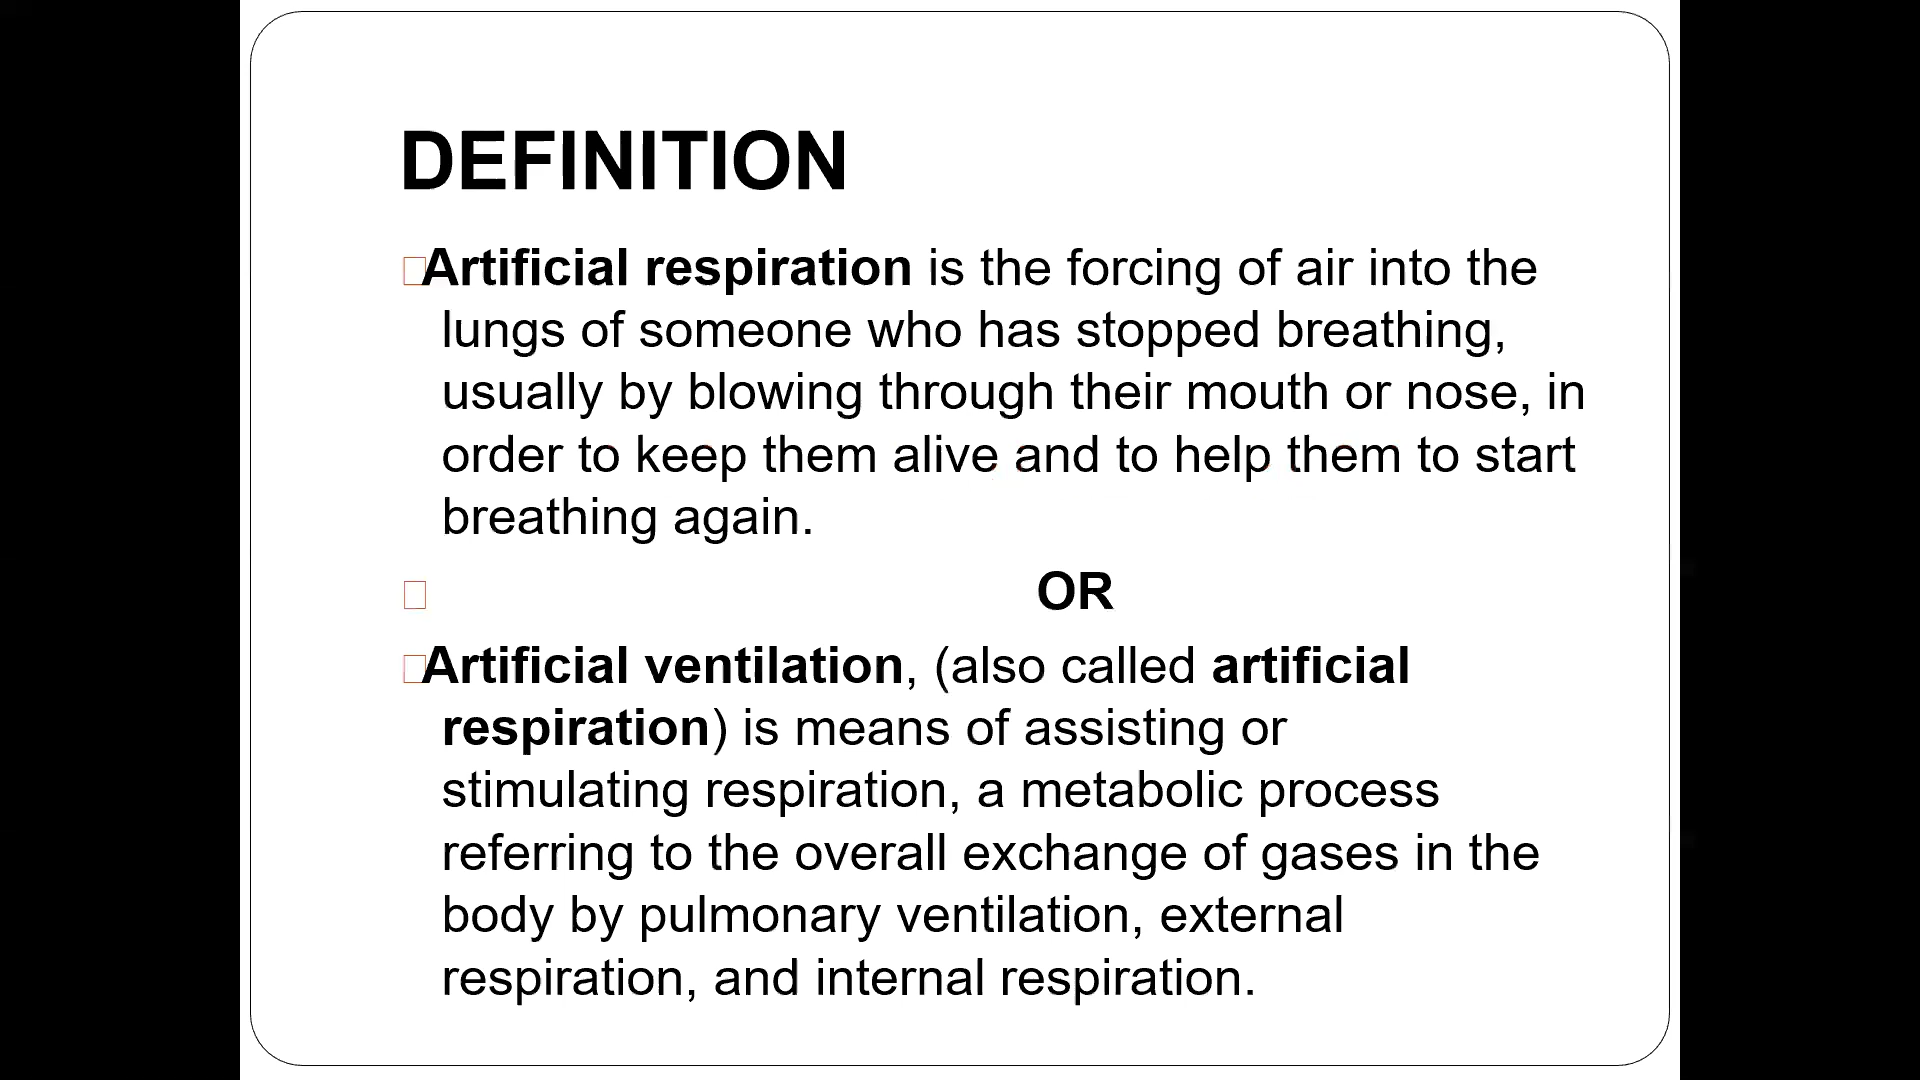 DEFINITION
Artificial respiration is the forcing of air into the
lungs of someone who has stopped breathing,
usually by blowing through their mouth or nose, in
order to keep them alive and to help them to start
breathing again.
OR
Artificial ventilation, (also called artificial
respiration) is means of assisting or
stimulating respiration, a metabolic process
referring to the overall exchange of gases in the
body by pulmonary ventilation, external
respiration, and internal respiration.